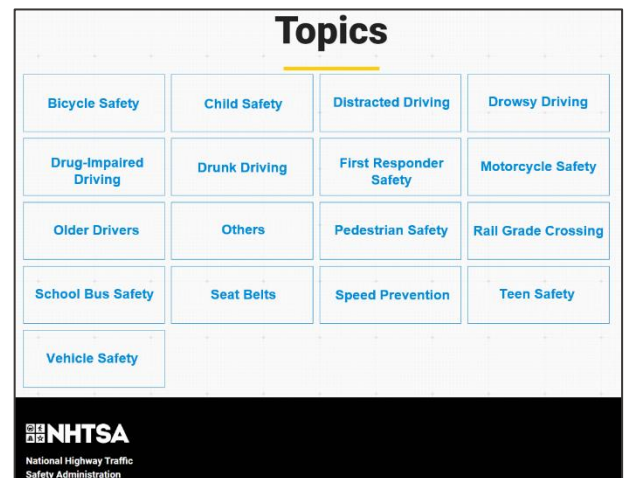 Topics
Bicycle Safety
Child Safety
Distracted Driving
Drowsy Driving
Drug-Impaired
Driving
Drunk Driving
First Responder
Safety
Motorcycle Safety
Older Drivers
Others
Pedestrian Safety
Rail Grade Crossing
School Bus Safety
Seat Belts
Speed Prevention
Teen Safety
Vehicle Safety
NHTSA
National Highway Traffic
Safety Administration